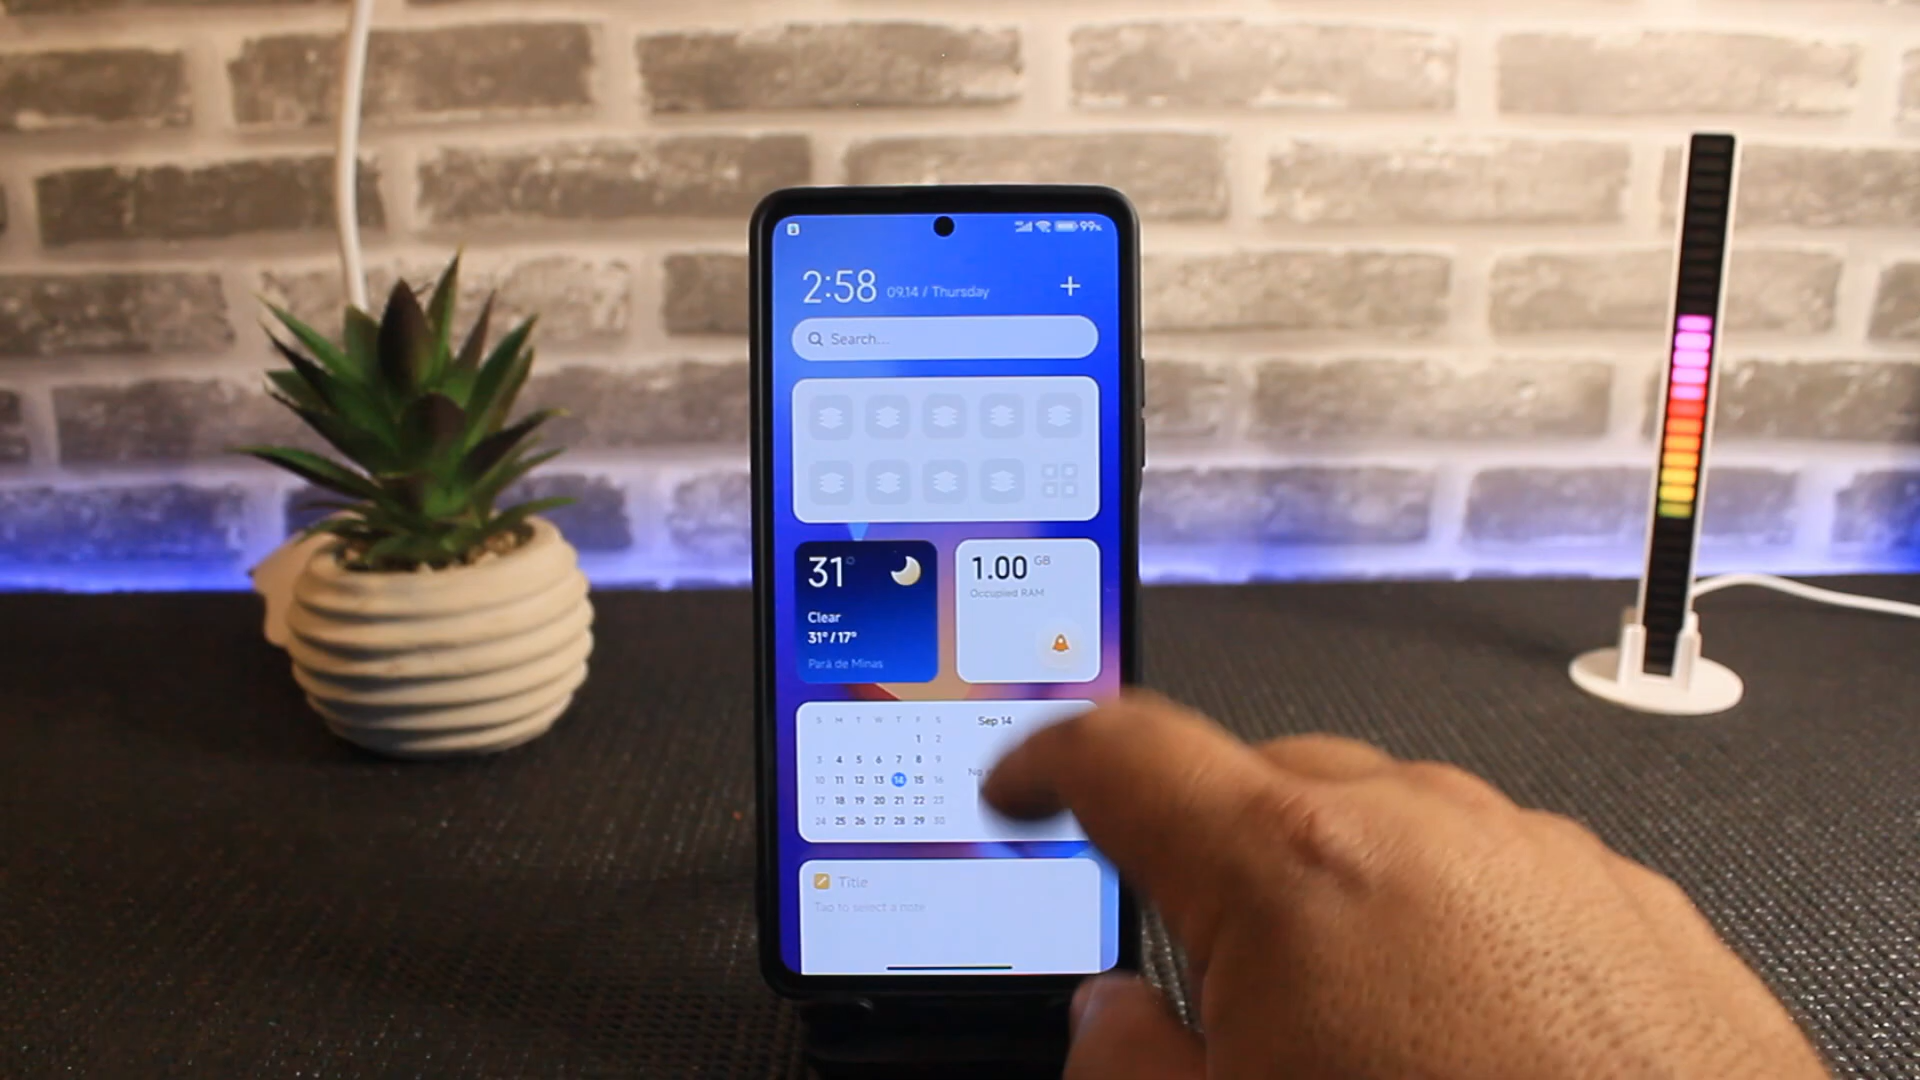 99%
2:58 09.14 / Thursday +
Search...
31° 1.00 GB
Occupied RAM
Clear
31° / 17°
Pará de Minas
S M T W T F S Sep 14
1 2
3 4 5 6 7 8 9
10 11 12 13 14 15 16 No
17 18 19 20 21 22 23
24 25 26 27 28 29 30
Title
Tap to select a note